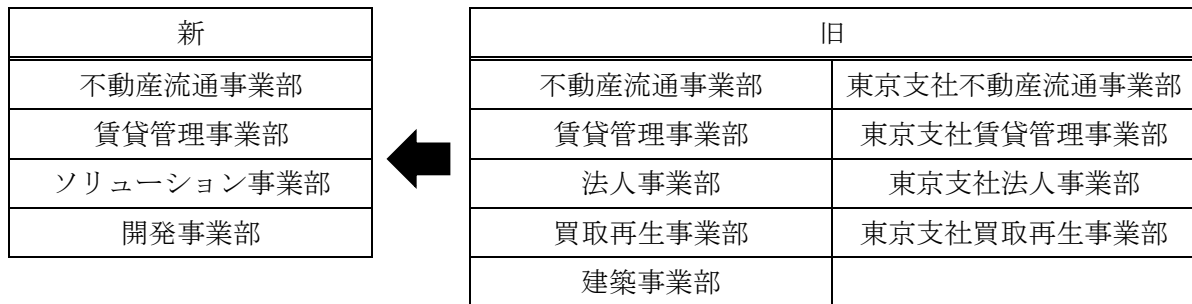 新 旧
不動産流通事業部 不動産流通事業部 東京支社不動産流通事業部
賃貸管理事業部 賃貸管理事業部 東京支社賃貸管理事業部
ソリューション事業部 法人事業部 東京支社法人事業部
開発事業部 買取再生事業部 東京支社買取再生事業部
建築事業部